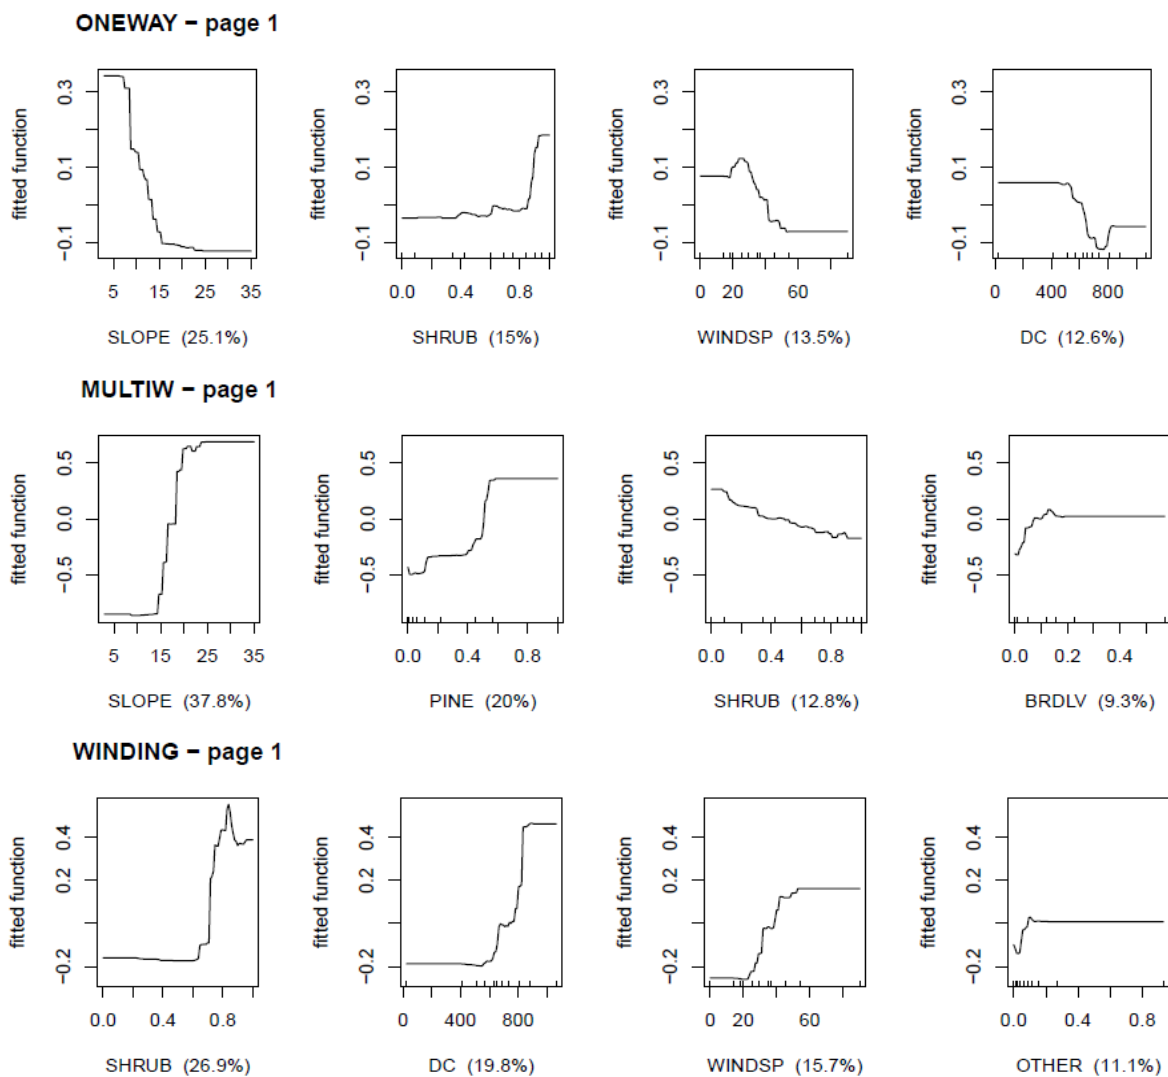 ONEWAY − page 1
fitted function
−0.1 0.1 0.3
5 15 25 35
SLOPE (25.1%)
fitted function
−0.1 0.1 0.3
0.0 0.4 0.8
SHRUB (15%)
fitted function
−0.1 0.1 0.3
0 20 60
WINDSP (13.5%)
fitted function
−0.1 0.1 0.3
0 400 800
DC (12.6%)
MULTIW − page 1
fitted function
−0.5 0.0 0.5
5 15 25 35
SLOPE (37.8%)
fitted function
−0.5 0.0 0.5
0.0 0.4 0.8
PINE (20%)
fitted function
−0.5 0.0 0.5
0.0 0.4 0.8
SHRUB (12.8%)
fitted function
−0.5 0.0 0.5
0.0 0.2 0.4
BRDLV (9.3%)
WINDING − page 1
fitted function
−0.2 0.2 0.4
0.0 0.4 0.8
SHRUB (26.9%)
fitted function
−0.2 0.2 0.4
0 400 800
DC (19.8%)
fitted function
−0.2 0.2 0.4
0 20 60
WINDSP (15.7%)
fitted function
−0.2 0.2 0.4
0.0 0.4 0.8
OTHER (11.1%)